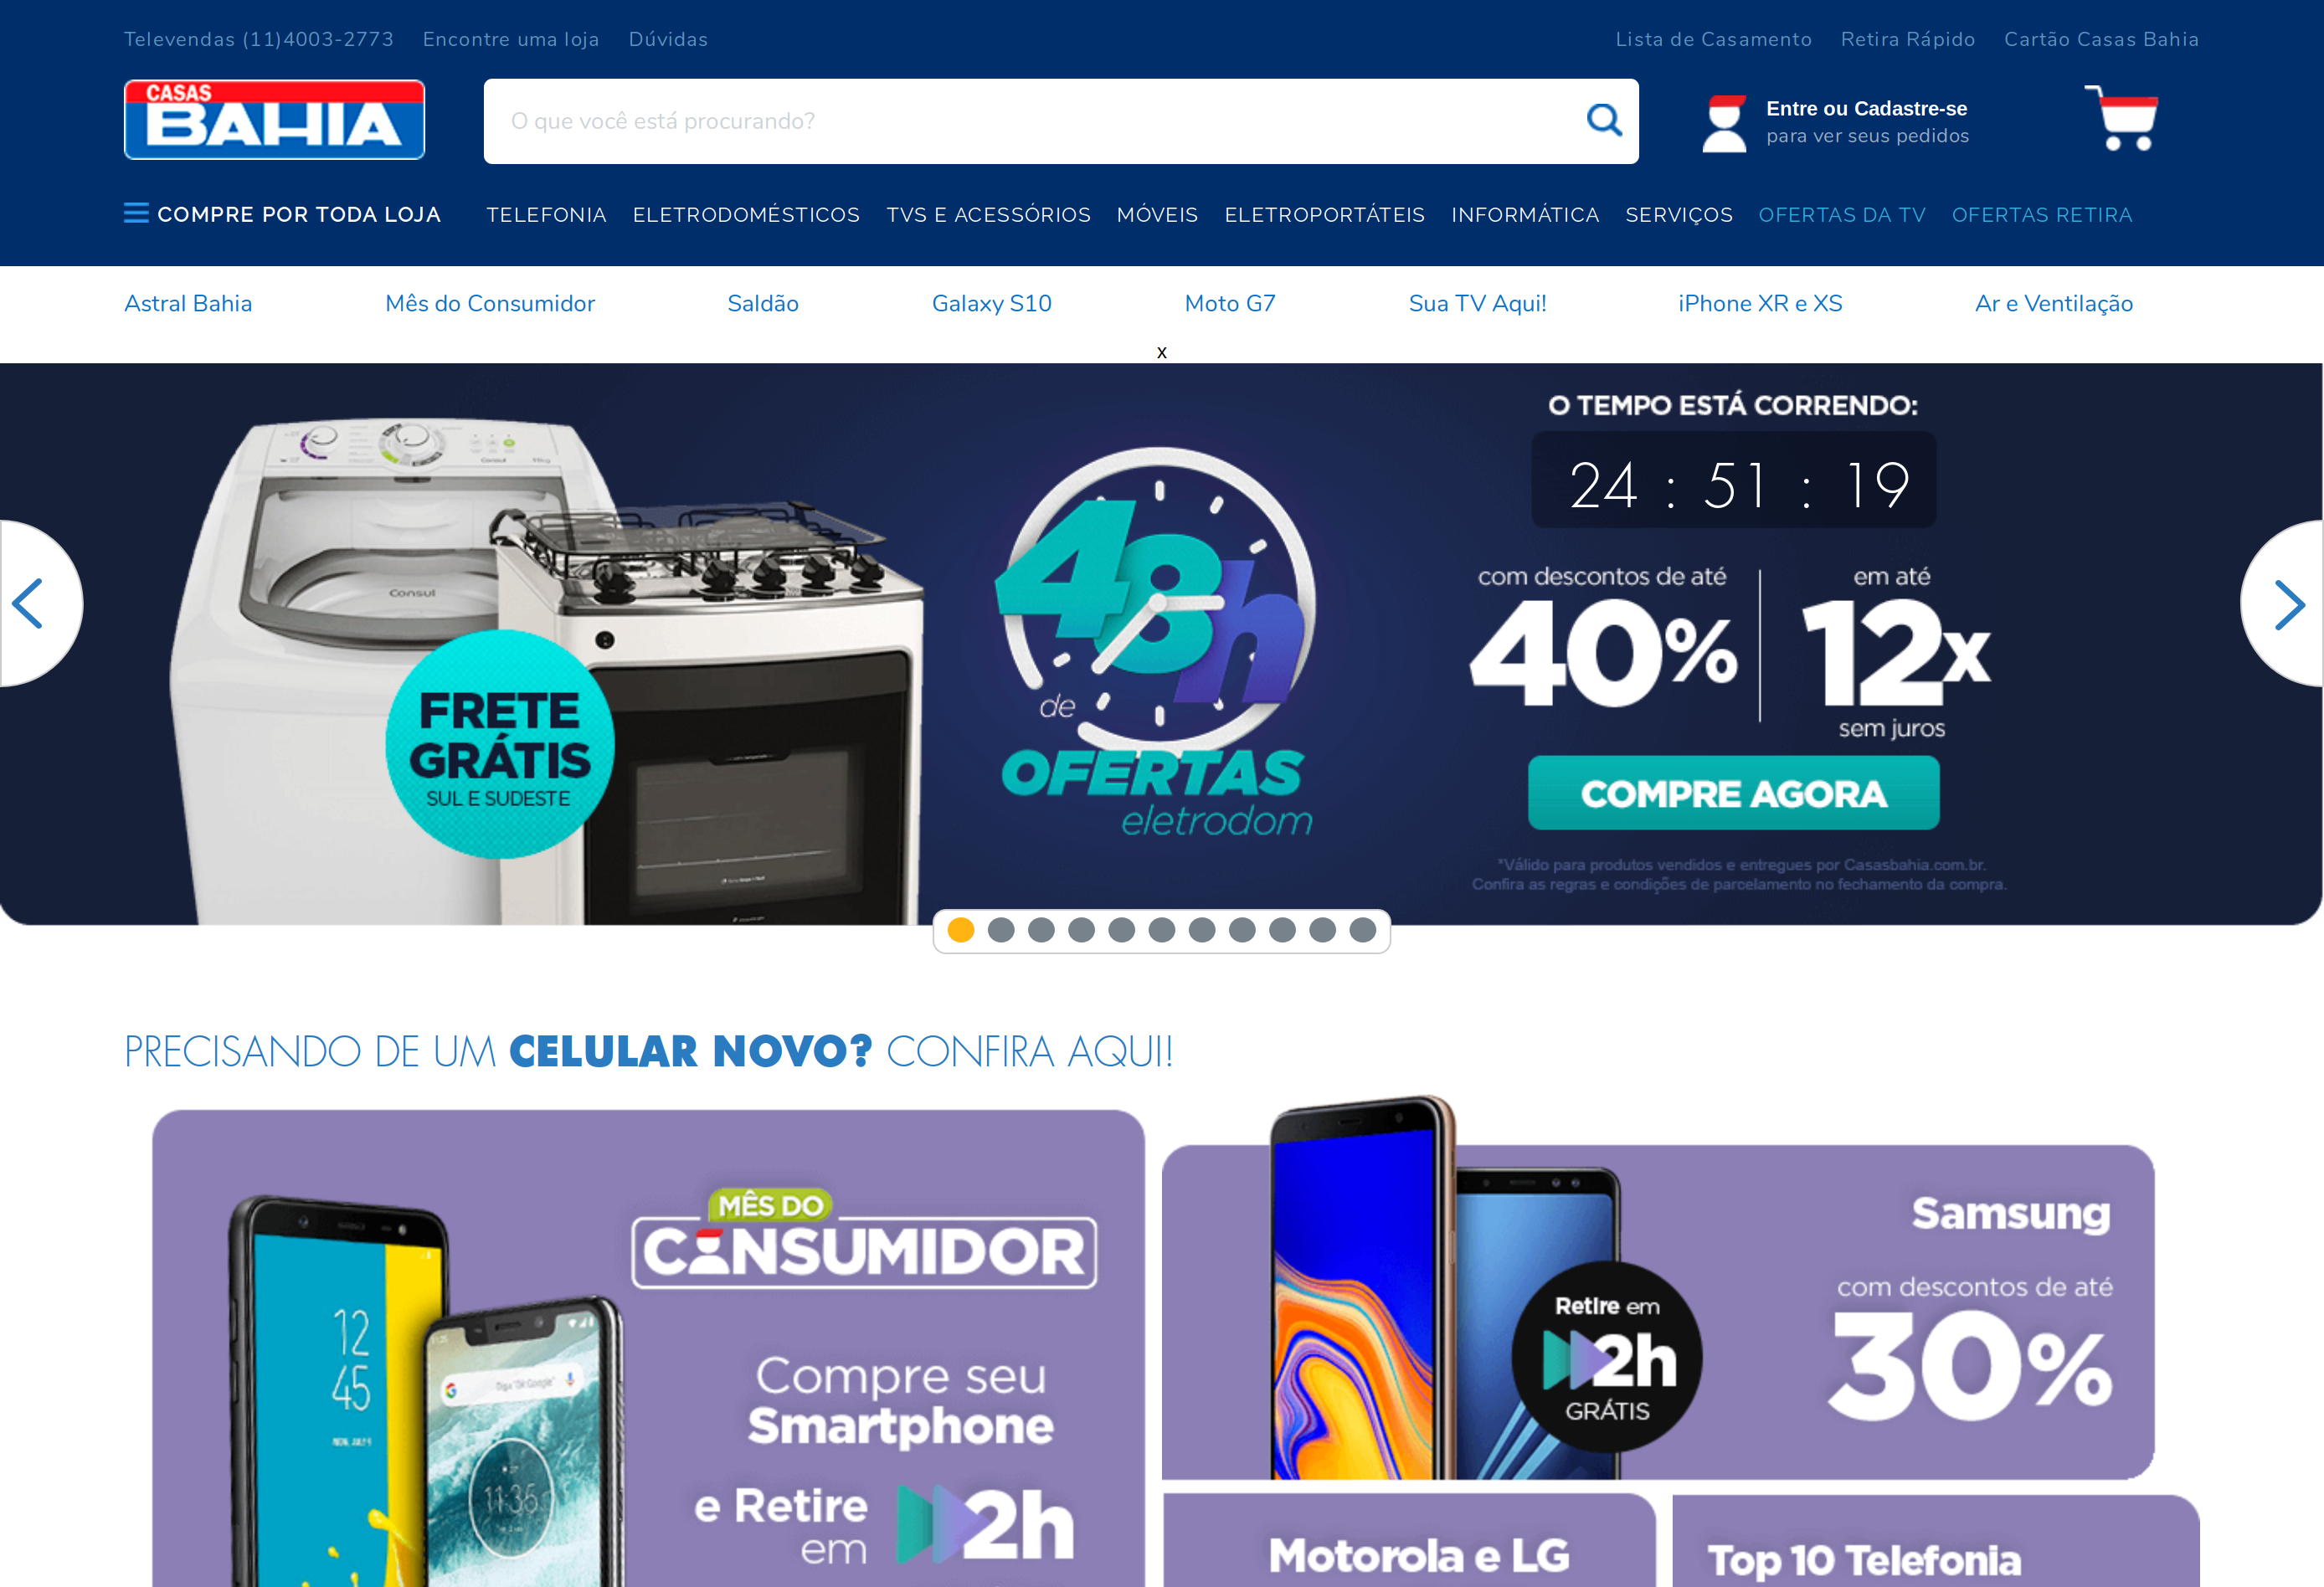 Televendas (11)4003-2773 Encontre uma loja Dúvidas Lista de Casamento Retira Rápido Cartão Casas Bahia
CASAS
BAHIA
O que você está procurando?
Entre ou Cadastre-se
para ver seus pedidos
COMPRE POR TODA LOJA TELEFONIA ELETRODOMÉSTICOS TVS E ACESSÓRIOS MÓVEIS ELETROPORTÁTEIS INFORMÁTICA SERVIÇOS OFERTAS DA TV OFERTAS RETIRA
Astral Bahia Mês do Consumidor Saldão Galaxy S10 Moto G7 Sua TV Aqui! iPhone XR e XS Ar e Ventilação
x
Consul
Consul
FRETE
GRÁTIS
SUL E SUDESTE
48h
de
OFERTAS
eletrodom
O TEMPO ESTÁ CORRENDO:
24 : 51 : 19
com descontos de até
40%
em até
12x
sem juros
COMPRE AGORA
*Válido para produtos vendidos e entregues por Casasbahia.com.br.
Confira as regras e condições de parcelamento no fechamento da compra.
PRECISANDO DE UM CELULAR NOVO? CONFIRA AQUI!
12
45
11:35
MÊS DO
CONSUMIDOR
Compre seu
Smartphone
e Retire
em 2h
Retire em
2h
GRÁTIS
Samsung
com descontos de até
30%
Motorola e LG
Top 10 Telefonia